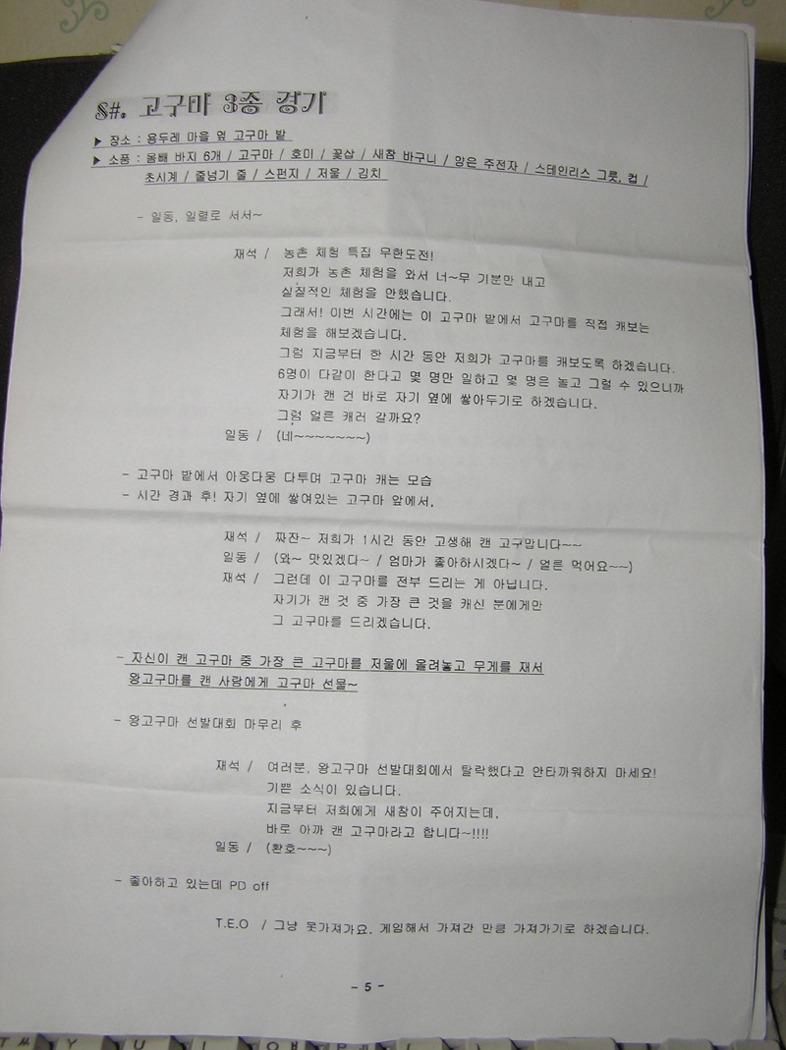 S#. 고구마 3종 경기
▶ 장소 : 용두레 마을 옆 고구마 밭
▶ 소품 : 몸빼 바지 6개 / 고구마 / 호미 / 꽃삽 / 새참 바구니 / 양은 주전자 / 스테인리스 그릇, 컵 /
초시계 / 줄넘기 줄 / 스펀지 / 저울 / 김치
- 일동, 일렬로 서서~
재석 / 농촌 체험 특집 무한도전!
저희가 농촌 체험을 와서 너~무 기분만 내고
실질적인 체험을 안했습니다.
그래서! 이번 시간에는 이 고구마 밭에서 고구마를 직접 캐보는
체험을 해보겠습니다.
그럼 지금부터 한 시간 동안 저희가 고구마를 캐보도록 하겠습니다.
6명이 다같이 한다고 몇 명만 일하고 몇 명은 놀고 그럴 수 있으니까
자기가 캔 건 바로 자기 옆에 쌓아두기로 하겠습니다.
그럼 얼른 캐러 갈까요?
일동 / (네~~~~~~~)
- 고구마 밭에서 아웅다웅 다투며 고구마 캐는 모습
- 시간 경과 후! 자기 옆에 쌓여있는 고구마 앞에서,
재석 / 짜잔~ 저희가 1시간 동안 고생해 캔 고구맙니다~~
일동 / (와~ 맛있겠다~ / 엄마가 좋아하시겠다~ / 얼른 먹어요~~)
재석 / 그런데 이 고구마를 전부 드리는 게 아닙니다.
자기가 캔 것 중 가장 큰 것을 캐신 분에게만
그 고구마를 드리겠습니다.
- 자신이 캔 고구마 중 가장 큰 고구마를 저울에 올려놓고 무게를 재서
왕고구마를 캔 사람에게 고구마 선물~
- 왕고구마 선발대회 마무리 후
재석 / 여러분, 왕고구마 선발대회에서 탈락했다고 안타까워하지 마세요!
기쁜 소식이 있습니다.
지금부터 저희에게 새참이 주어지는데,
바로 아까 캔 고구마라고 합니다~!!!!
일동 / (환호~~~)
- 좋아하고 있는데 PD off
T.E.O / 그냥 못가져가요. 게임해서 가져간 만큼 가져가기로 하겠습니다.
- 5 -
Y U I